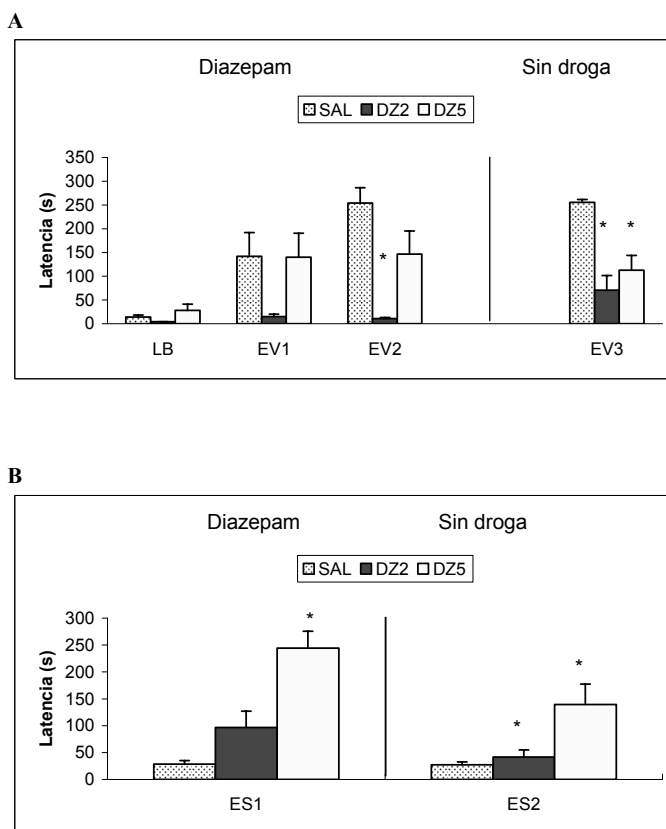 A
Diazepam Sin droga
SAL DZ2 DZ5
350
300
250
200
150
100
50
0
Latencia (s)
* * *
LB EV1 EV2 EV3
B
Diazepam Sin droga
SAL DZ2 DZ5
300
250
200
150
100
50
0
Latencia (s)
* * *
ES1 ES2